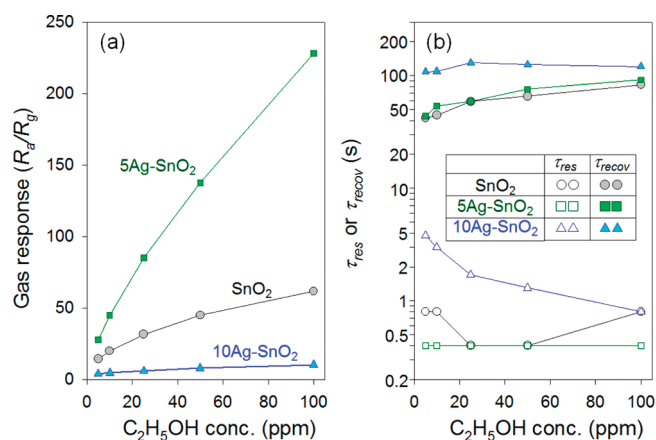 (a)
250
200
150
100
50
0
Gas response (Rₐ/R_g)
5Ag-SnO₂
SnO₂
10Ag-SnO₂
0 20 40 60 80 100
C₂H₅OH conc. (ppm)
(b)
200
100
50
20
10
5
2
1
0.5
0.2
τres or τrecov (s)
τres τrecov
SnO₂
5Ag-SnO₂
10Ag-SnO₂
0 20 40 60 80 100
C₂H₅OH conc. (ppm)